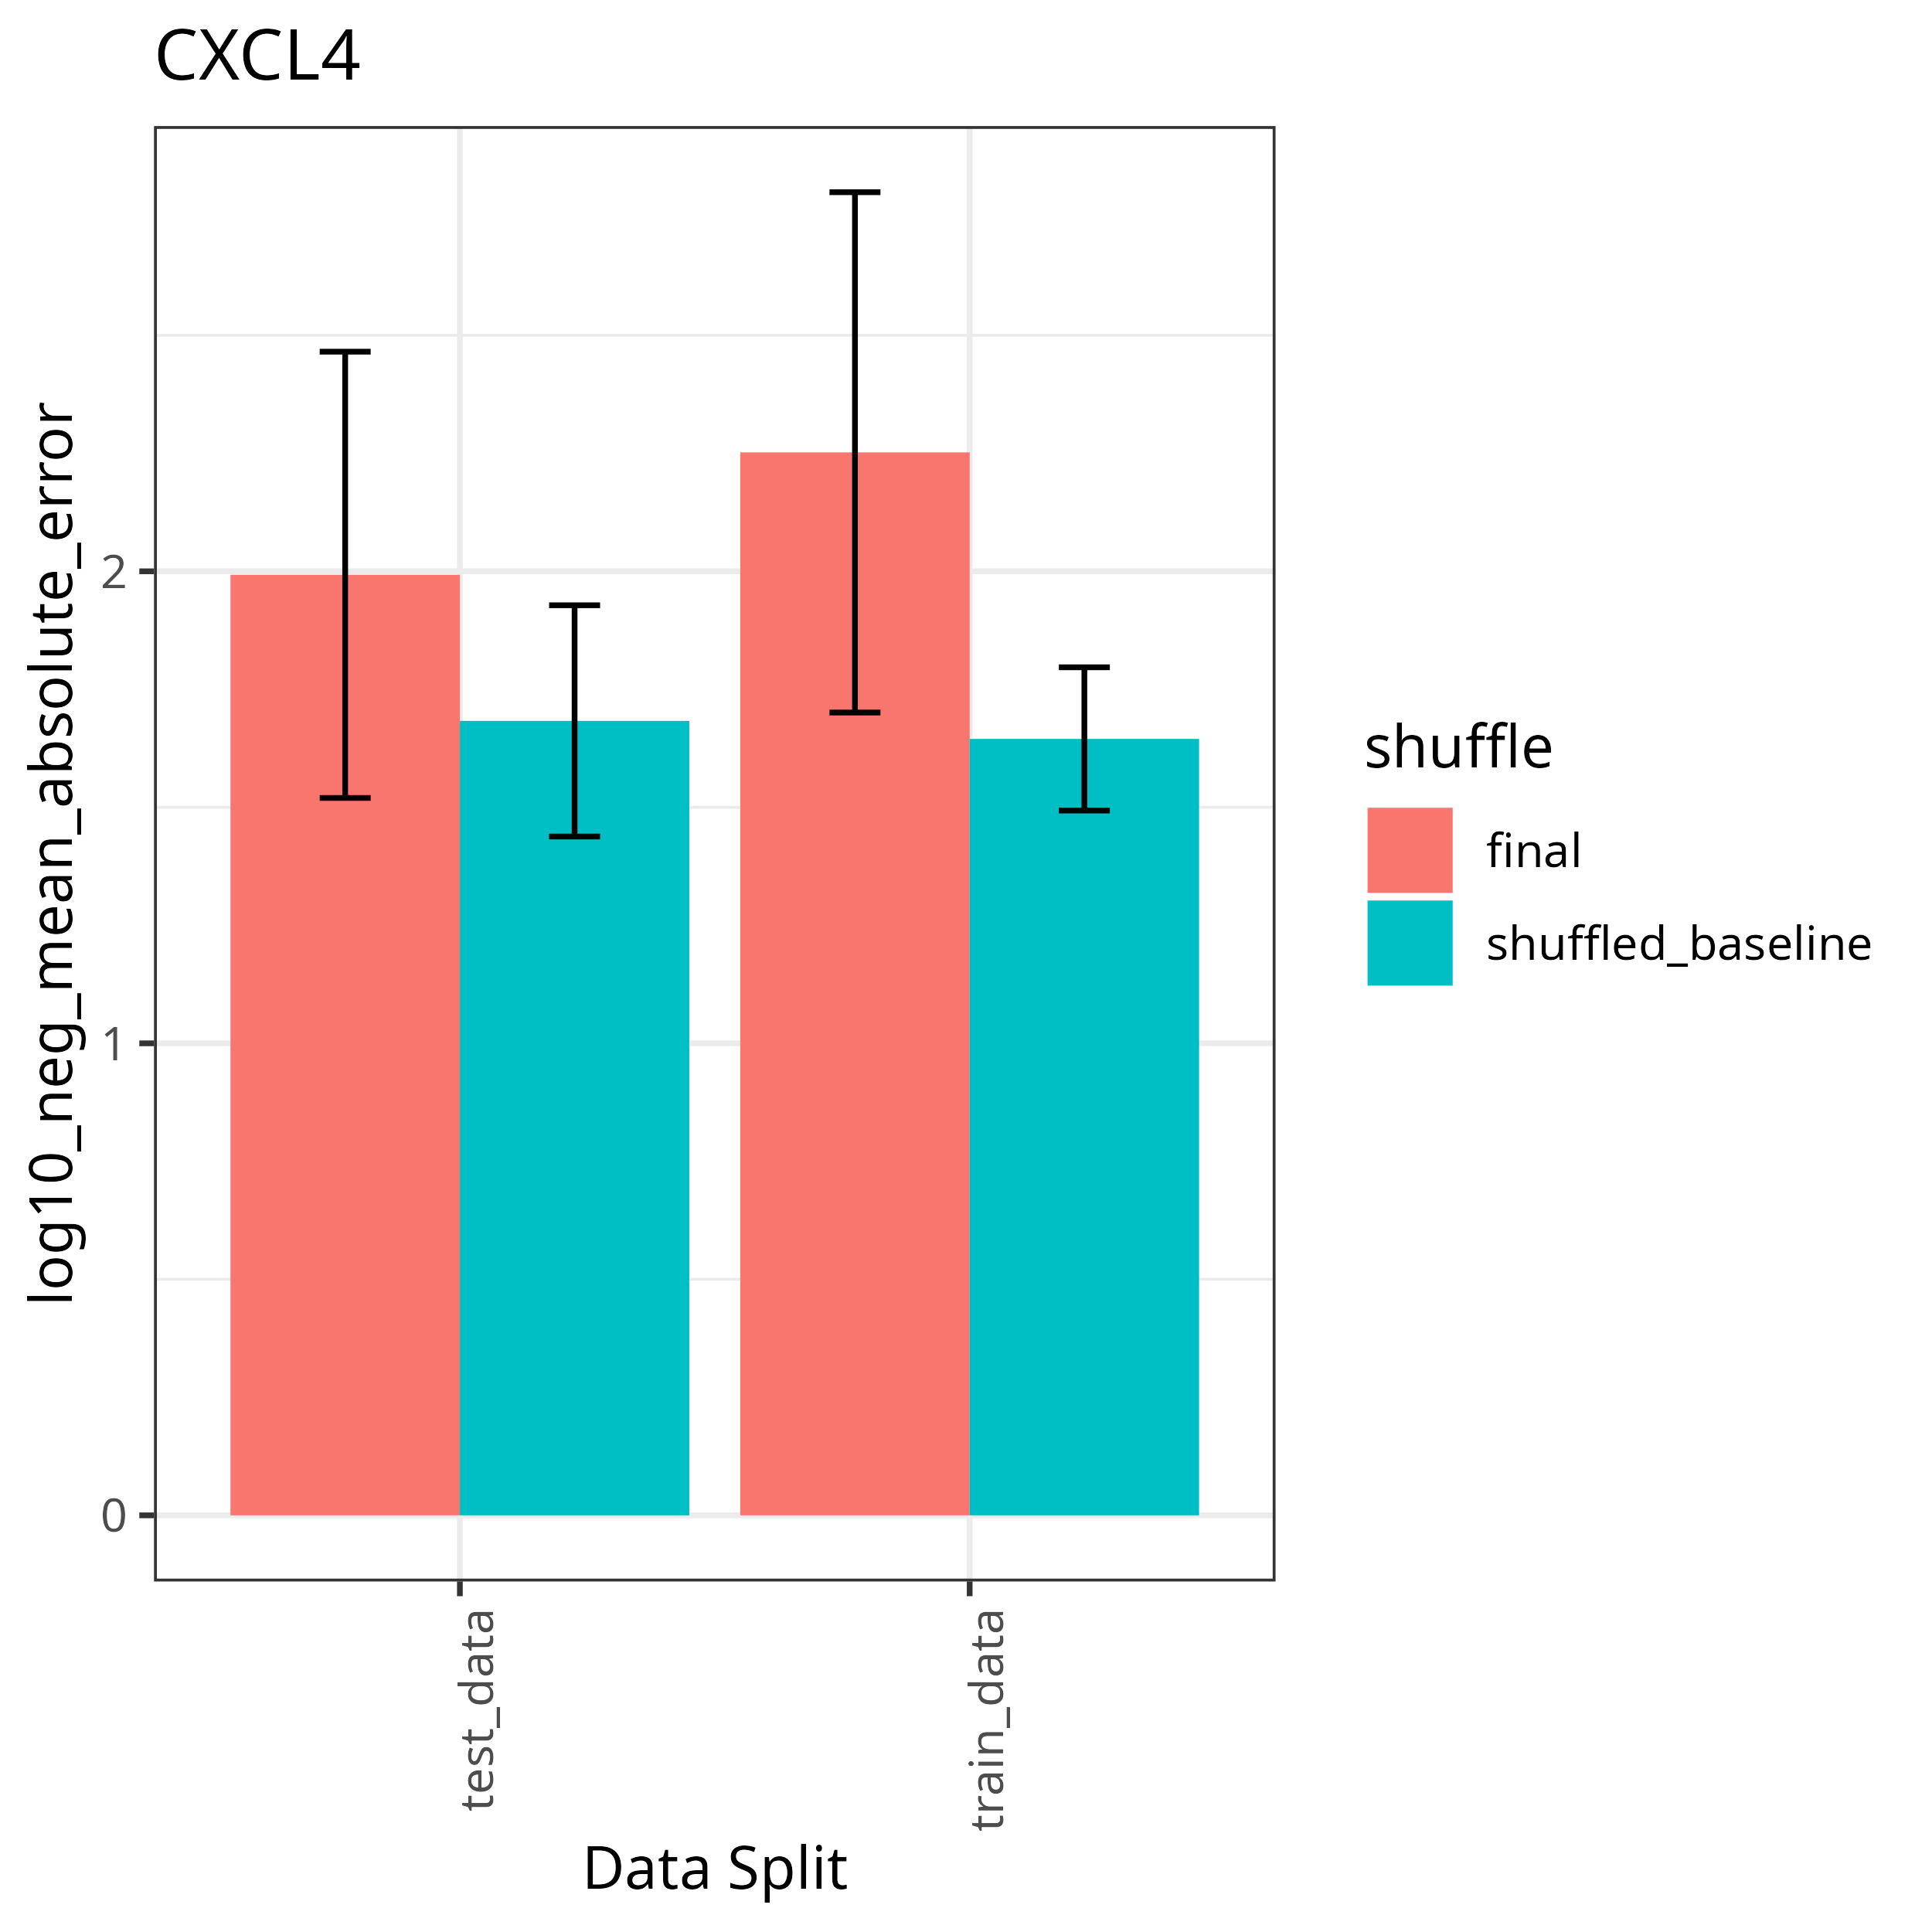 CXCL4
log10_neg_mean_absolute_error
2
1
0
test_data
train_data
Data Split
shuffle
final
shuffled_baseline